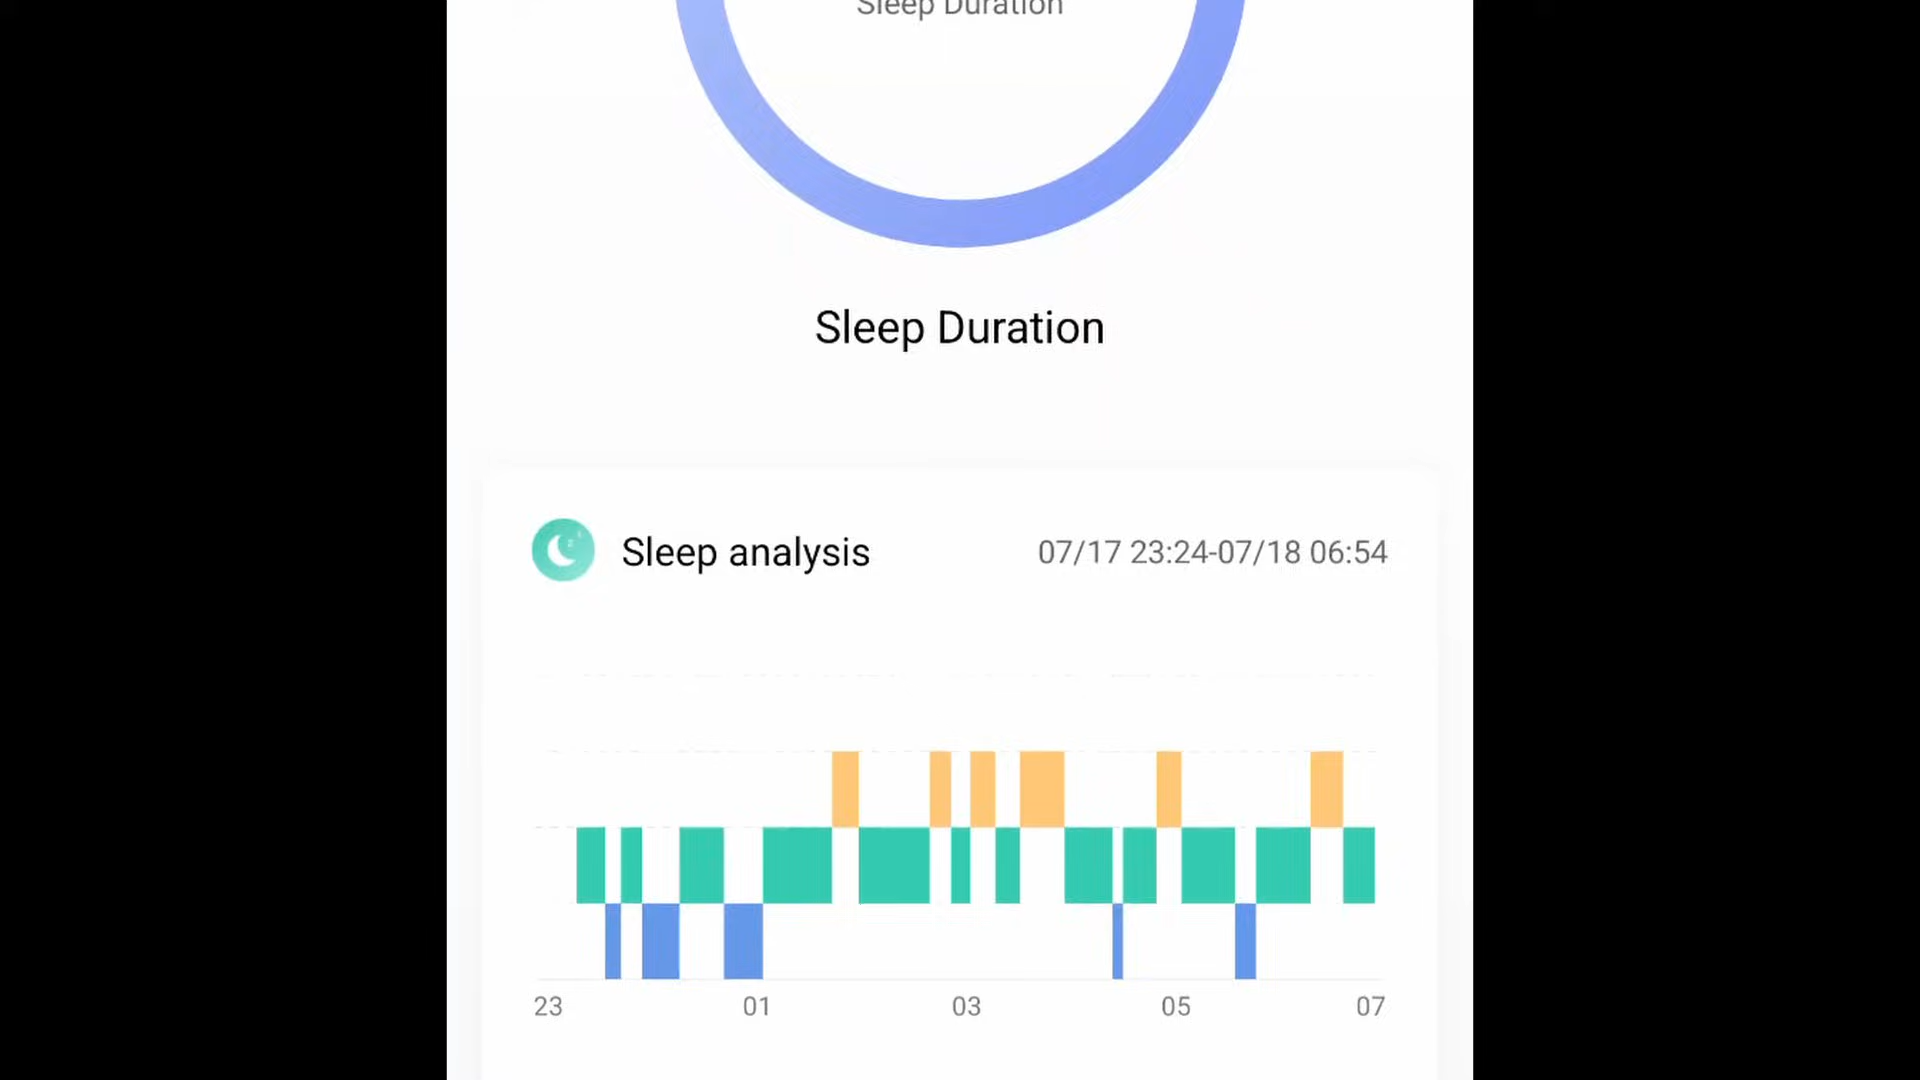 Sleep Duration
Sleep Duration
Sleep analysis 07/17 23:24-07/18 06:54
23 01 03 05 07